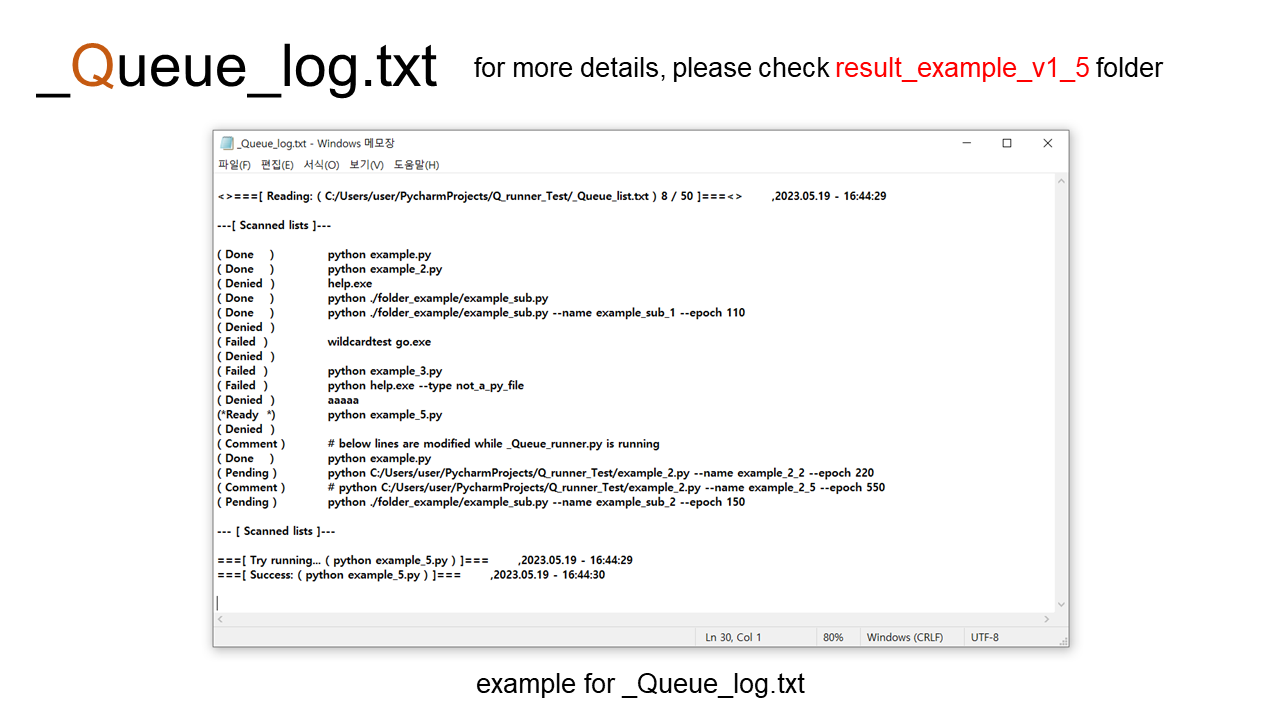 _Queue_log.txt for more details, please check result_example_v1_5 folder
_Queue_log.txt - Windows 메모장
파일(F) 편집(E) 서식(O) 보기(V) 도움말(H)
<>===[ Reading: ( C:/Users/user/PycharmProjects/Q_runner_Test/_Queue_list.txt ) 8 / 50 ]===<> ,2023.05.19 - 16:44:29
---[ Scanned lists ]---
( Done ) python example.py
( Done ) python example_2.py
( Denied ) help.exe
( Done ) python ./folder_example/example_sub.py
( Done ) python ./folder_example/example_sub.py --name example_sub_1 --epoch 110
( Denied )
( Failed ) wildcardtest go.exe
( Denied )
( Failed ) python example_3.py
( Failed ) python help.exe --type not_a_py_file
( Denied ) aaaaa
(*Ready *) python example_5.py
( Denied )
( Comment ) # below lines are modified while _Queue_runner.py is running
( Done ) python example.py
( Pending ) python C:/Users/user/PycharmProjects/Q_runner_Test/example_2.py --name example_2_2 --epoch 220
( Comment ) # python C:/Users/user/PycharmProjects/Q_runner_Test/example_2.py --name example_2_5 --epoch 550
( Pending ) python ./folder_example/example_sub.py --name example_sub_2 --epoch 150
--- [ Scanned lists ]---
===[ Try running... ( python example_5.py ) ]=== ,2023.05.19 - 16:44:29
===[ Success: ( python example_5.py ) ]=== ,2023.05.19 - 16:44:30
Ln 30, Col 1 80% Windows (CRLF) UTF-8
example for _Queue_log.txt